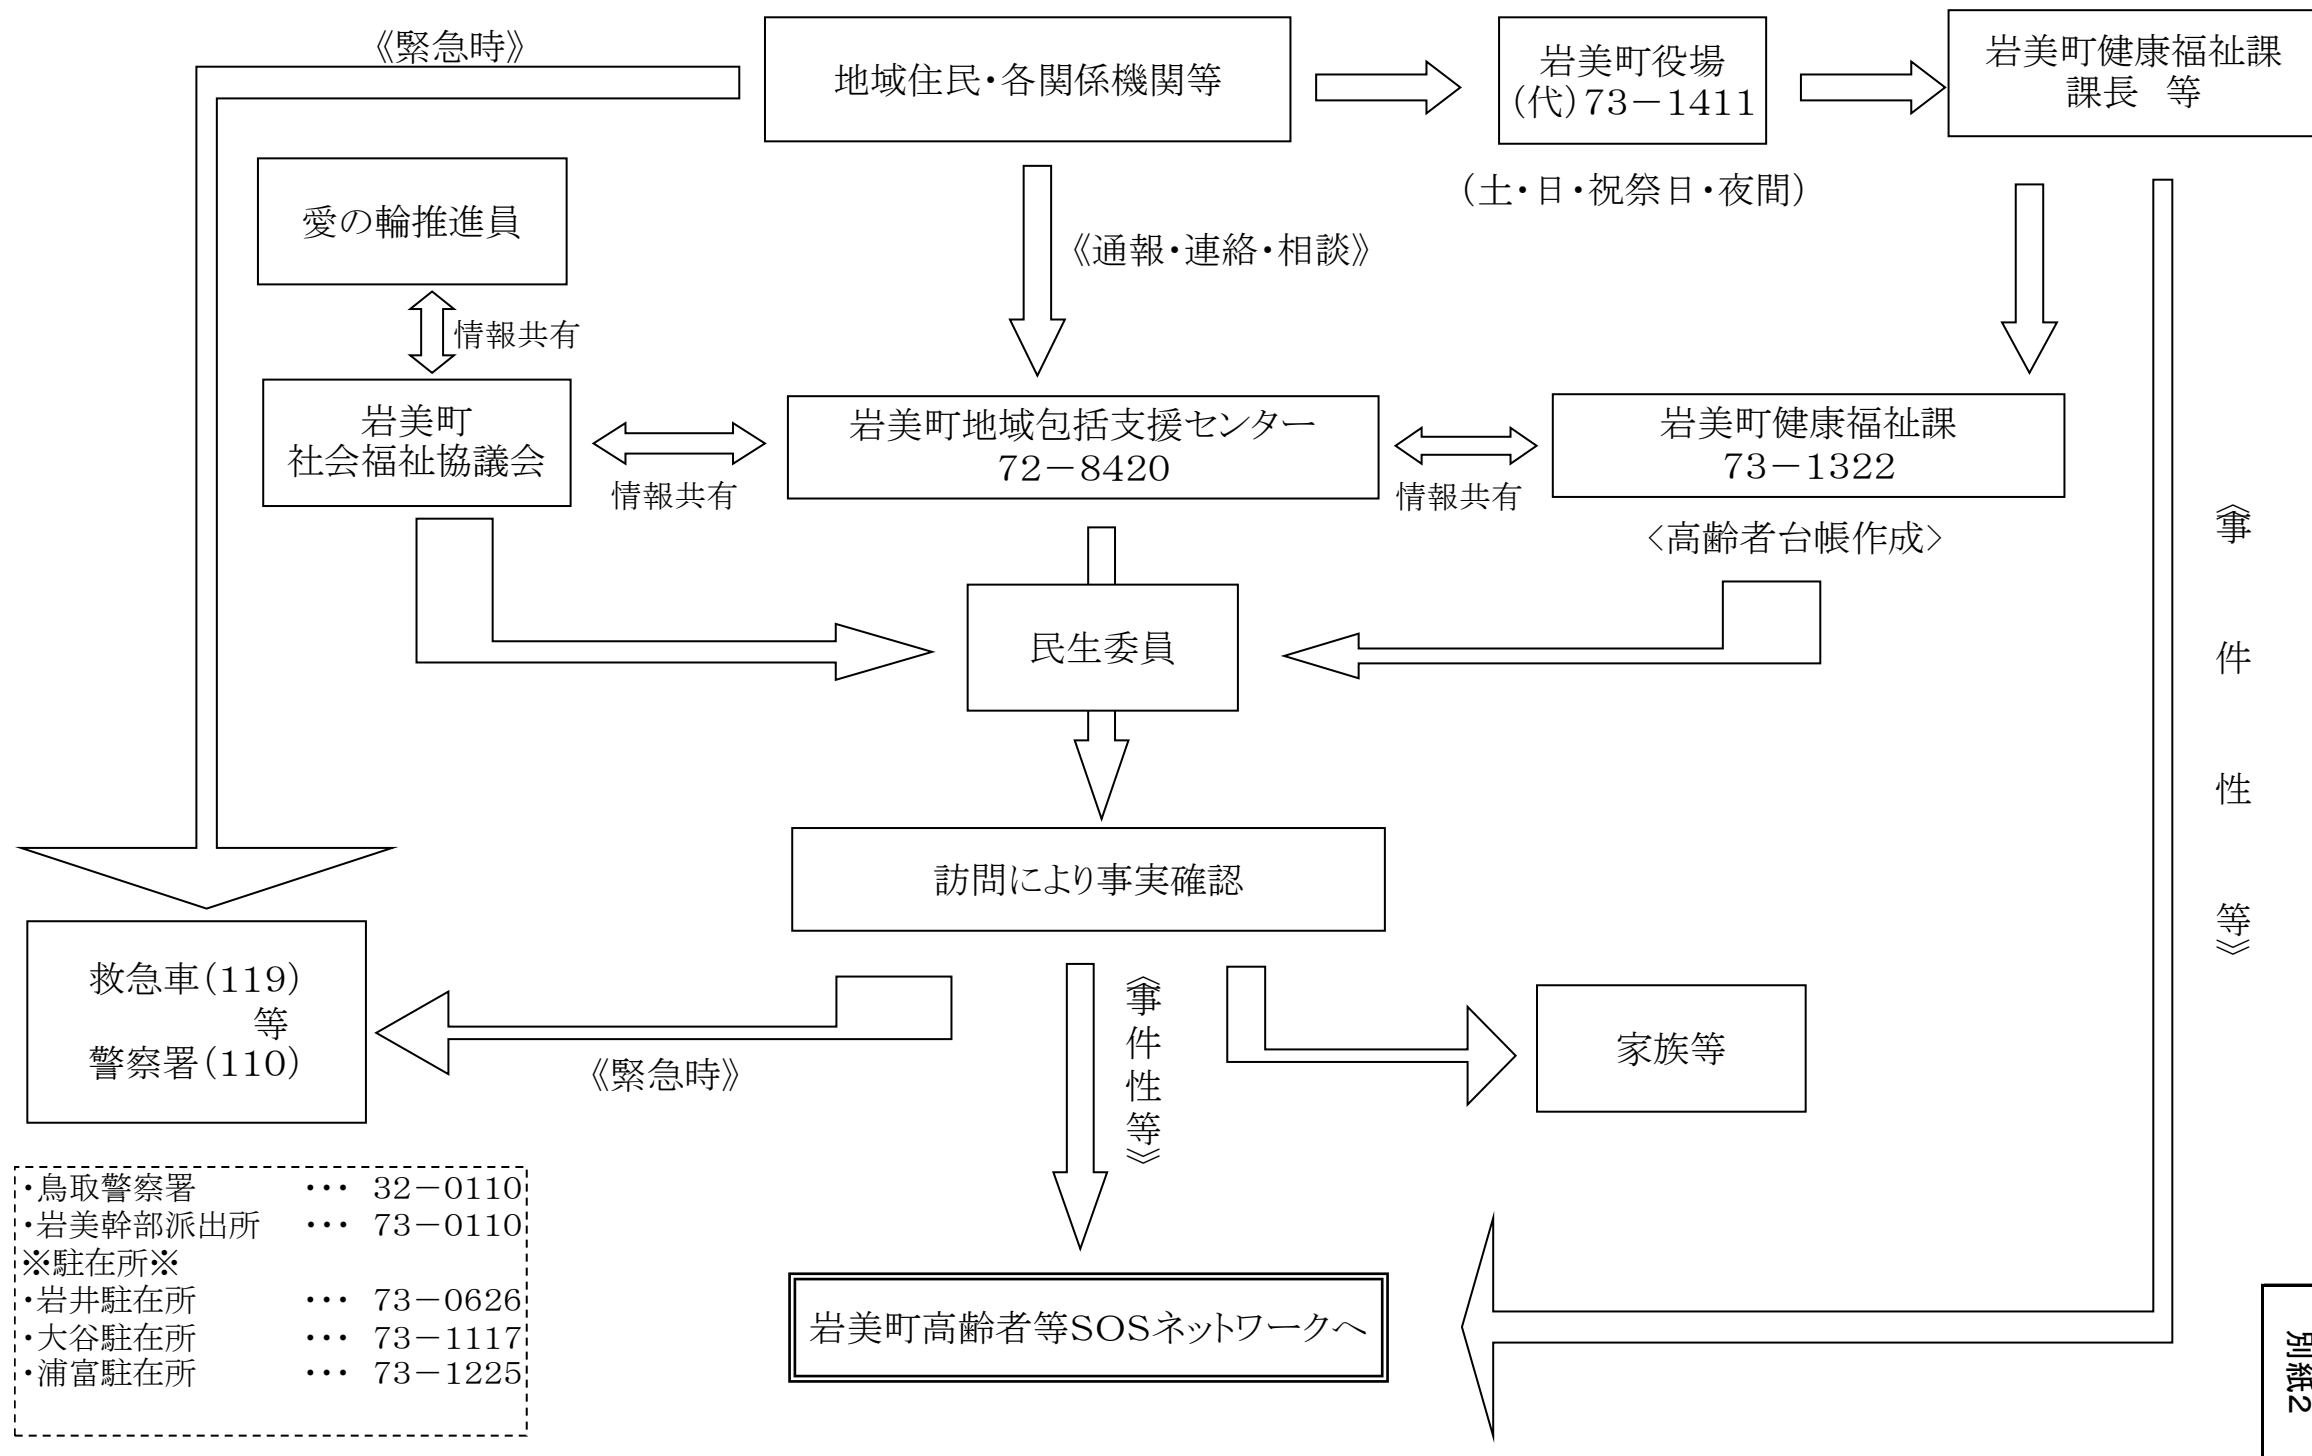 《緊急時》
地域住民・各関係機関等
岩美町役場
(代)73－1411
岩美町健康福祉課
課長　等
(土・日・祝祭日・夜間)
愛の輪推進員
《通報・連絡・相談》
情報共有
岩美町
社会福祉協議会
情報共有
岩美町地域包括支援センター
72－8420
情報共有
岩美町健康福祉課
73－1322
<高齢者台帳作成>
《事件性等》
民生委員
訪問により事実確認
救急車(119)
等
警察署(110)
《緊急時》
《事件性等》
家族等
・鳥取警察署　・・・　32－0110
・岩美幹部派出所　・・・　73－0110
※駐在所※
・岩井駐在所　・・・　73－0626
・大谷駐在所　・・・　73－1117
・浦富駐在所　・・・　73－1225
岩美町高齢者等SOSネットワークへ
別紙2